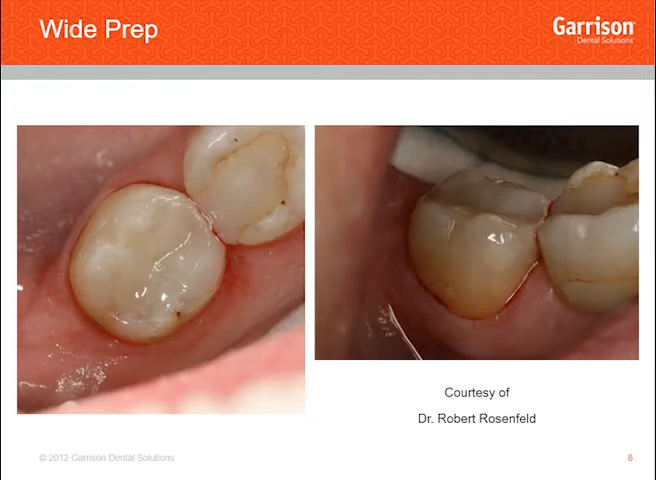 Wide Prep
Garrison
Dental Solutions
Courtesy of
Dr. Robert Rosenfeld
© 2012 Garrison Dental Solutions
8